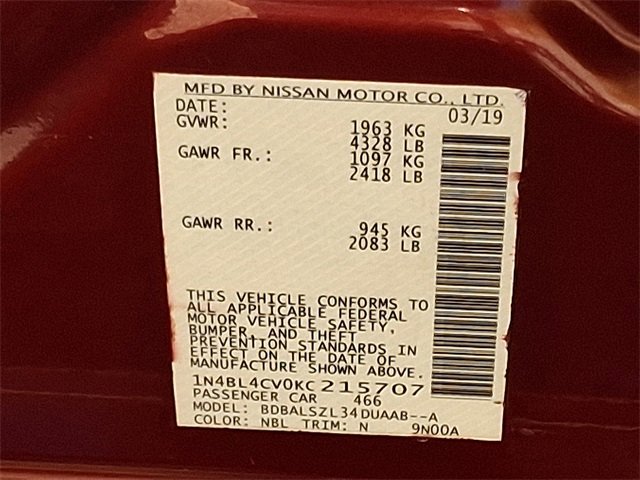 MFD BY NISSAN MOTOR CO., LTD.
DATE: 03/19
GVWR: 1963 KG
4328 LB
GAWR FR.: 1097 KG
2418 LB
GAWR RR.: 945 KG
2083 LB
THIS VEHICLE CONFORMS TO
ALL APPLICABLE FEDERAL
MOTOR VEHICLE SAFETY,
BUMPER, AND THEFT
PREVENTION STANDARDS IN
EFFECT ON THE DATE OF
MANUFACTURE SHOWN ABOVE.
1N4BL4CV0KC215707
PASSENGER CAR 466
MODEL: BDBALSZL34DUAAB--A
COLOR: NBL TRIM: N 9N00A